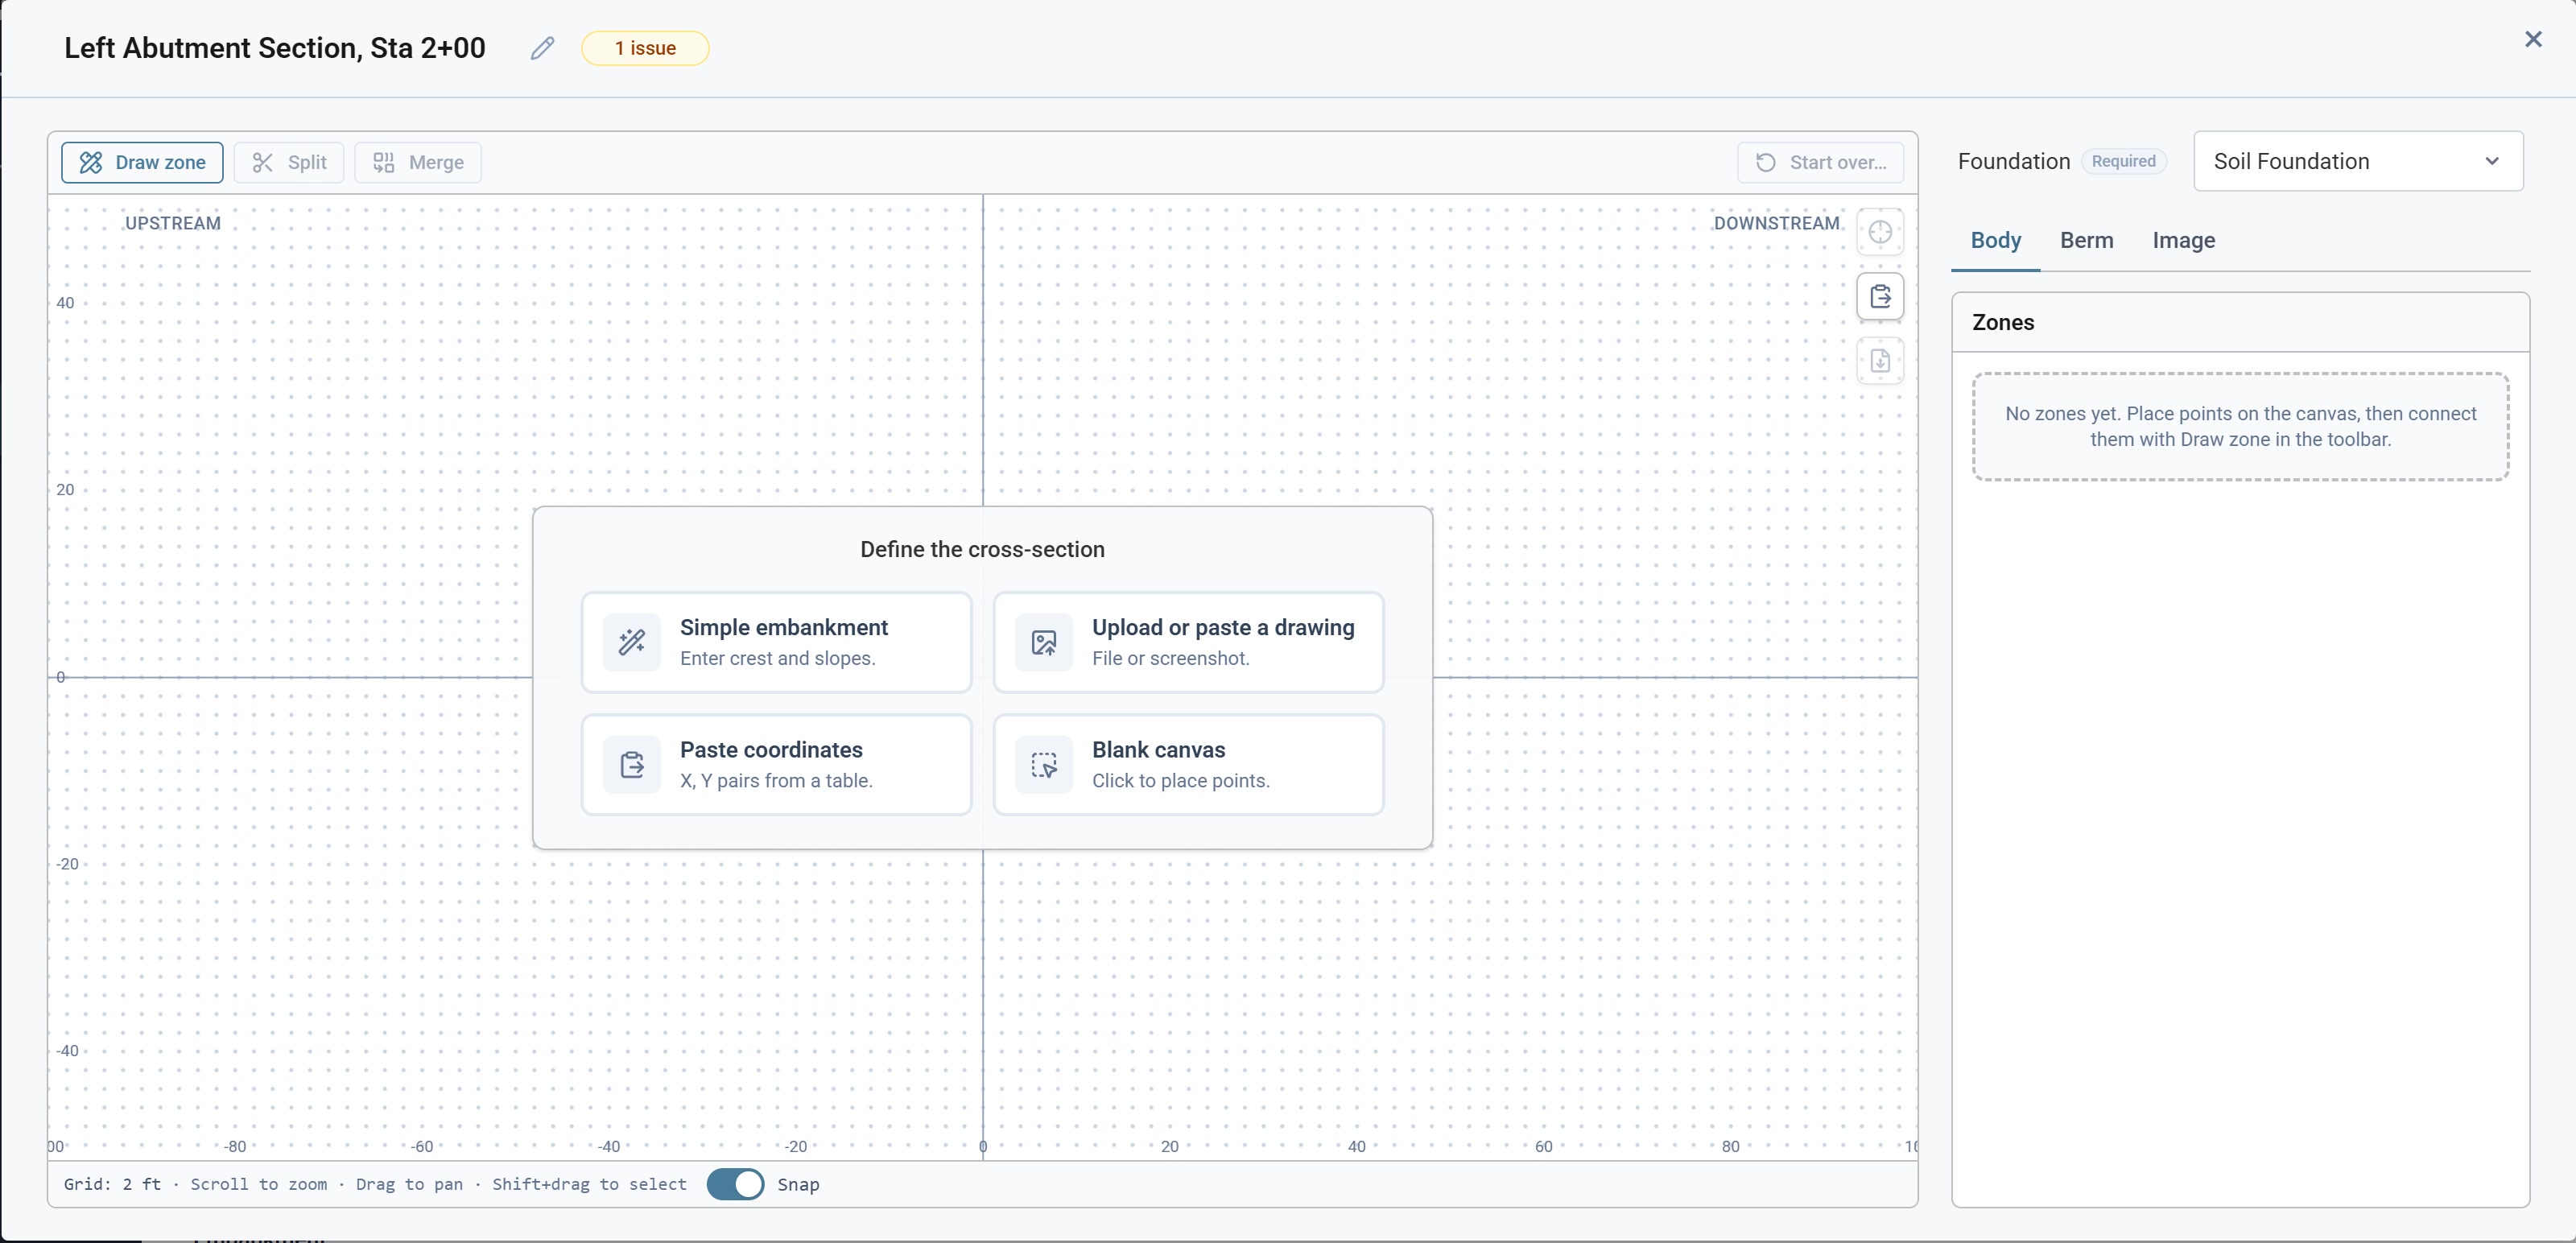 Left Abutment Section, Sta 2+00
1 issue
Draw zone
Split
Merge
Start over...
Foundation
Required
Soil Foundation
UPSTREAM
DOWNSTREAM
Body
Berm
Image
40
20
0
-20
-40
Zones
No zones yet. Place points on the canvas, then connect
them with Draw zone in the toolbar.
Define the cross-section
Simple embankment
Enter crest and slopes.
Upload or paste a drawing
File or screenshot.
Paste coordinates
X, Y pairs from a table.
Blank canvas
Click to place points.
00
-80
-60
-40
-20
0
20
40
60
80
10
Grid: 2 ft · Scroll to zoom · Drag to pan · Shift+drag to select
Snap